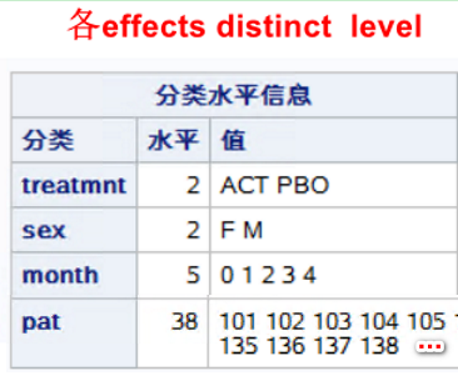 各effects distinct level
分类水平信息
分类 水平 值
treatmnt 2 ACT PBO
sex 2 F M
month 5 0 1 2 3 4
pat 38 101 102 103 104 105
135 136 137 138 ...